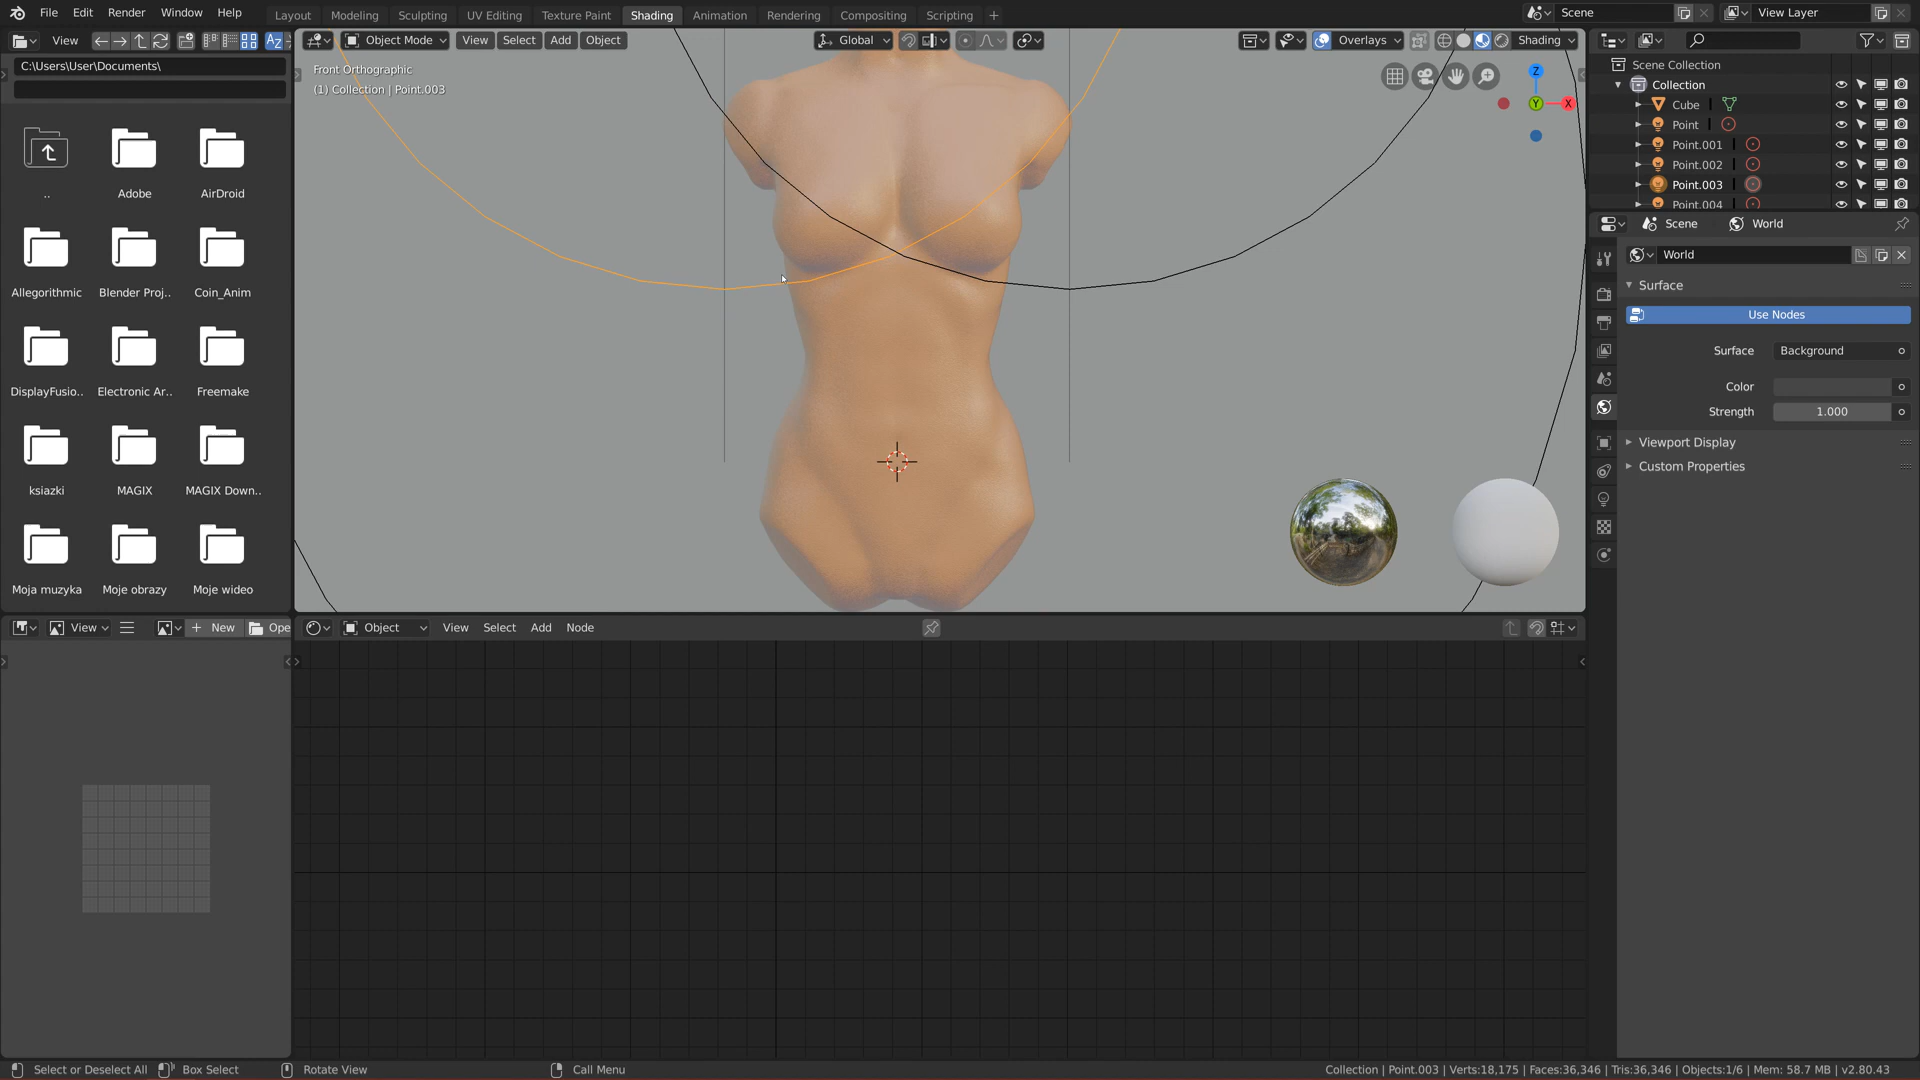 File Edit Render Window Help
Layout Modeling Sculpting UV Editing Texture Paint Shading Animation Rendering Compositing Scripting
Scene View Layer
View Az
Object Mode View Select Add Object Global Overlays Shading
C:\Users\User\Documents\
Front Orthographic
(1) Collection | Point.003
Z
Y
X
Scene Collection
Collection
Cube
Point
Point.001
Point.002
Point.003
Point.004
.. Adobe AirDroid
Allegorithmic Blender Proj.. Coin_Anim
DisplayFusio.. Electronic Ar.. Freemake
ksiazki MAGIX MAGIX Down..
Moja muzyka Moje obrazy Moje wideo
Scene World
World
Surface
Use Nodes
Surface Background
Color
Strength 1.000
Viewport Display
Custom Properties
View New Ope
Object View Select Add Node
Select or Deselect All Box Select Rotate View Call Menu
Collection | Point.003 | Verts:18,175 | Faces:36,346 | Tris:36,346 | Objects:1/6 | Mem: 58.7 MB | v2.80.43